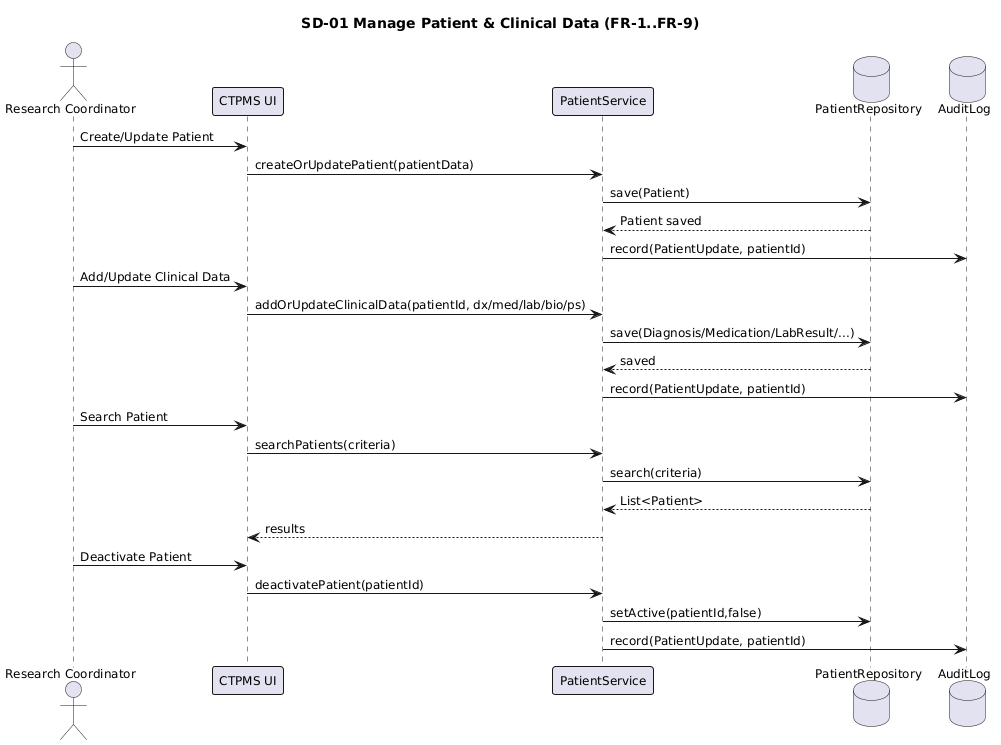 SD-01 Manage Patient & Clinical Data (FR-1..FR-9)
Research Coordinator
CTPMS UI
PatientService
PatientRepository
AuditLog
Create/Update Patient
createOrUpdatePatient(patientData)
save(Patient)
Patient saved
record(PatientUpdate, patientId)
Add/Update Clinical Data
addOrUpdateClinicalData(patientId, dx/med/lab/bio/ps)
save(Diagnosis/Medication/LabResult/...)
saved
record(PatientUpdate, patientId)
Search Patient
searchPatients(criteria)
search(criteria)
List<Patient>
results
Deactivate Patient
deactivatePatient(patientId)
setActive(patientId,false)
record(PatientUpdate, patientId)
Research Coordinator
CTPMS UI
PatientService
PatientRepository
AuditLog